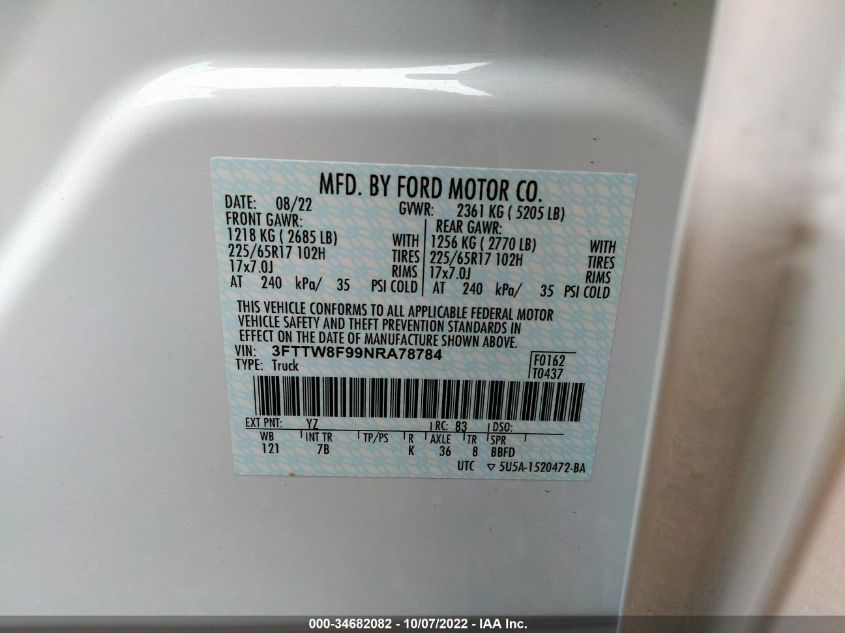 MFD. BY FORD MOTOR CO.
DATE: 08/22 GVWR: 2361 KG ( 5205 LB)
FRONT GAWR: REAR GAWR:
1218 KG ( 2685 LB) WITH 1256 KG ( 2770 LB) WITH
225/65R17 102H TIRES 225/65R17 102H TIRES
17x7.0J RIMS 17x7.0J RIMS
AT 240 kPa/ 35 PSI COLD AT 240 kPa/ 35 PSI COLD
THIS VEHICLE CONFORMS TO ALL APPLICABLE FEDERAL MOTOR
VEHICLE SAFETY AND THEFT PREVENTION STANDARDS IN
EFFECT ON THE DATE OF MANUFACTURE SHOWN ABOVE.
VIN: 3FTTW8F99NRA78784 F0162
TYPE: Truck T0437
EXT PNT: YZ RC: 83 DSO:
WB INT TR TP/PS R AXLE TR SPR
121 7B K 36 8 BBFD
UTC ▽ 5U5A-1520472-BA
000-34682082 - 10/07/2022 - IAA Inc.